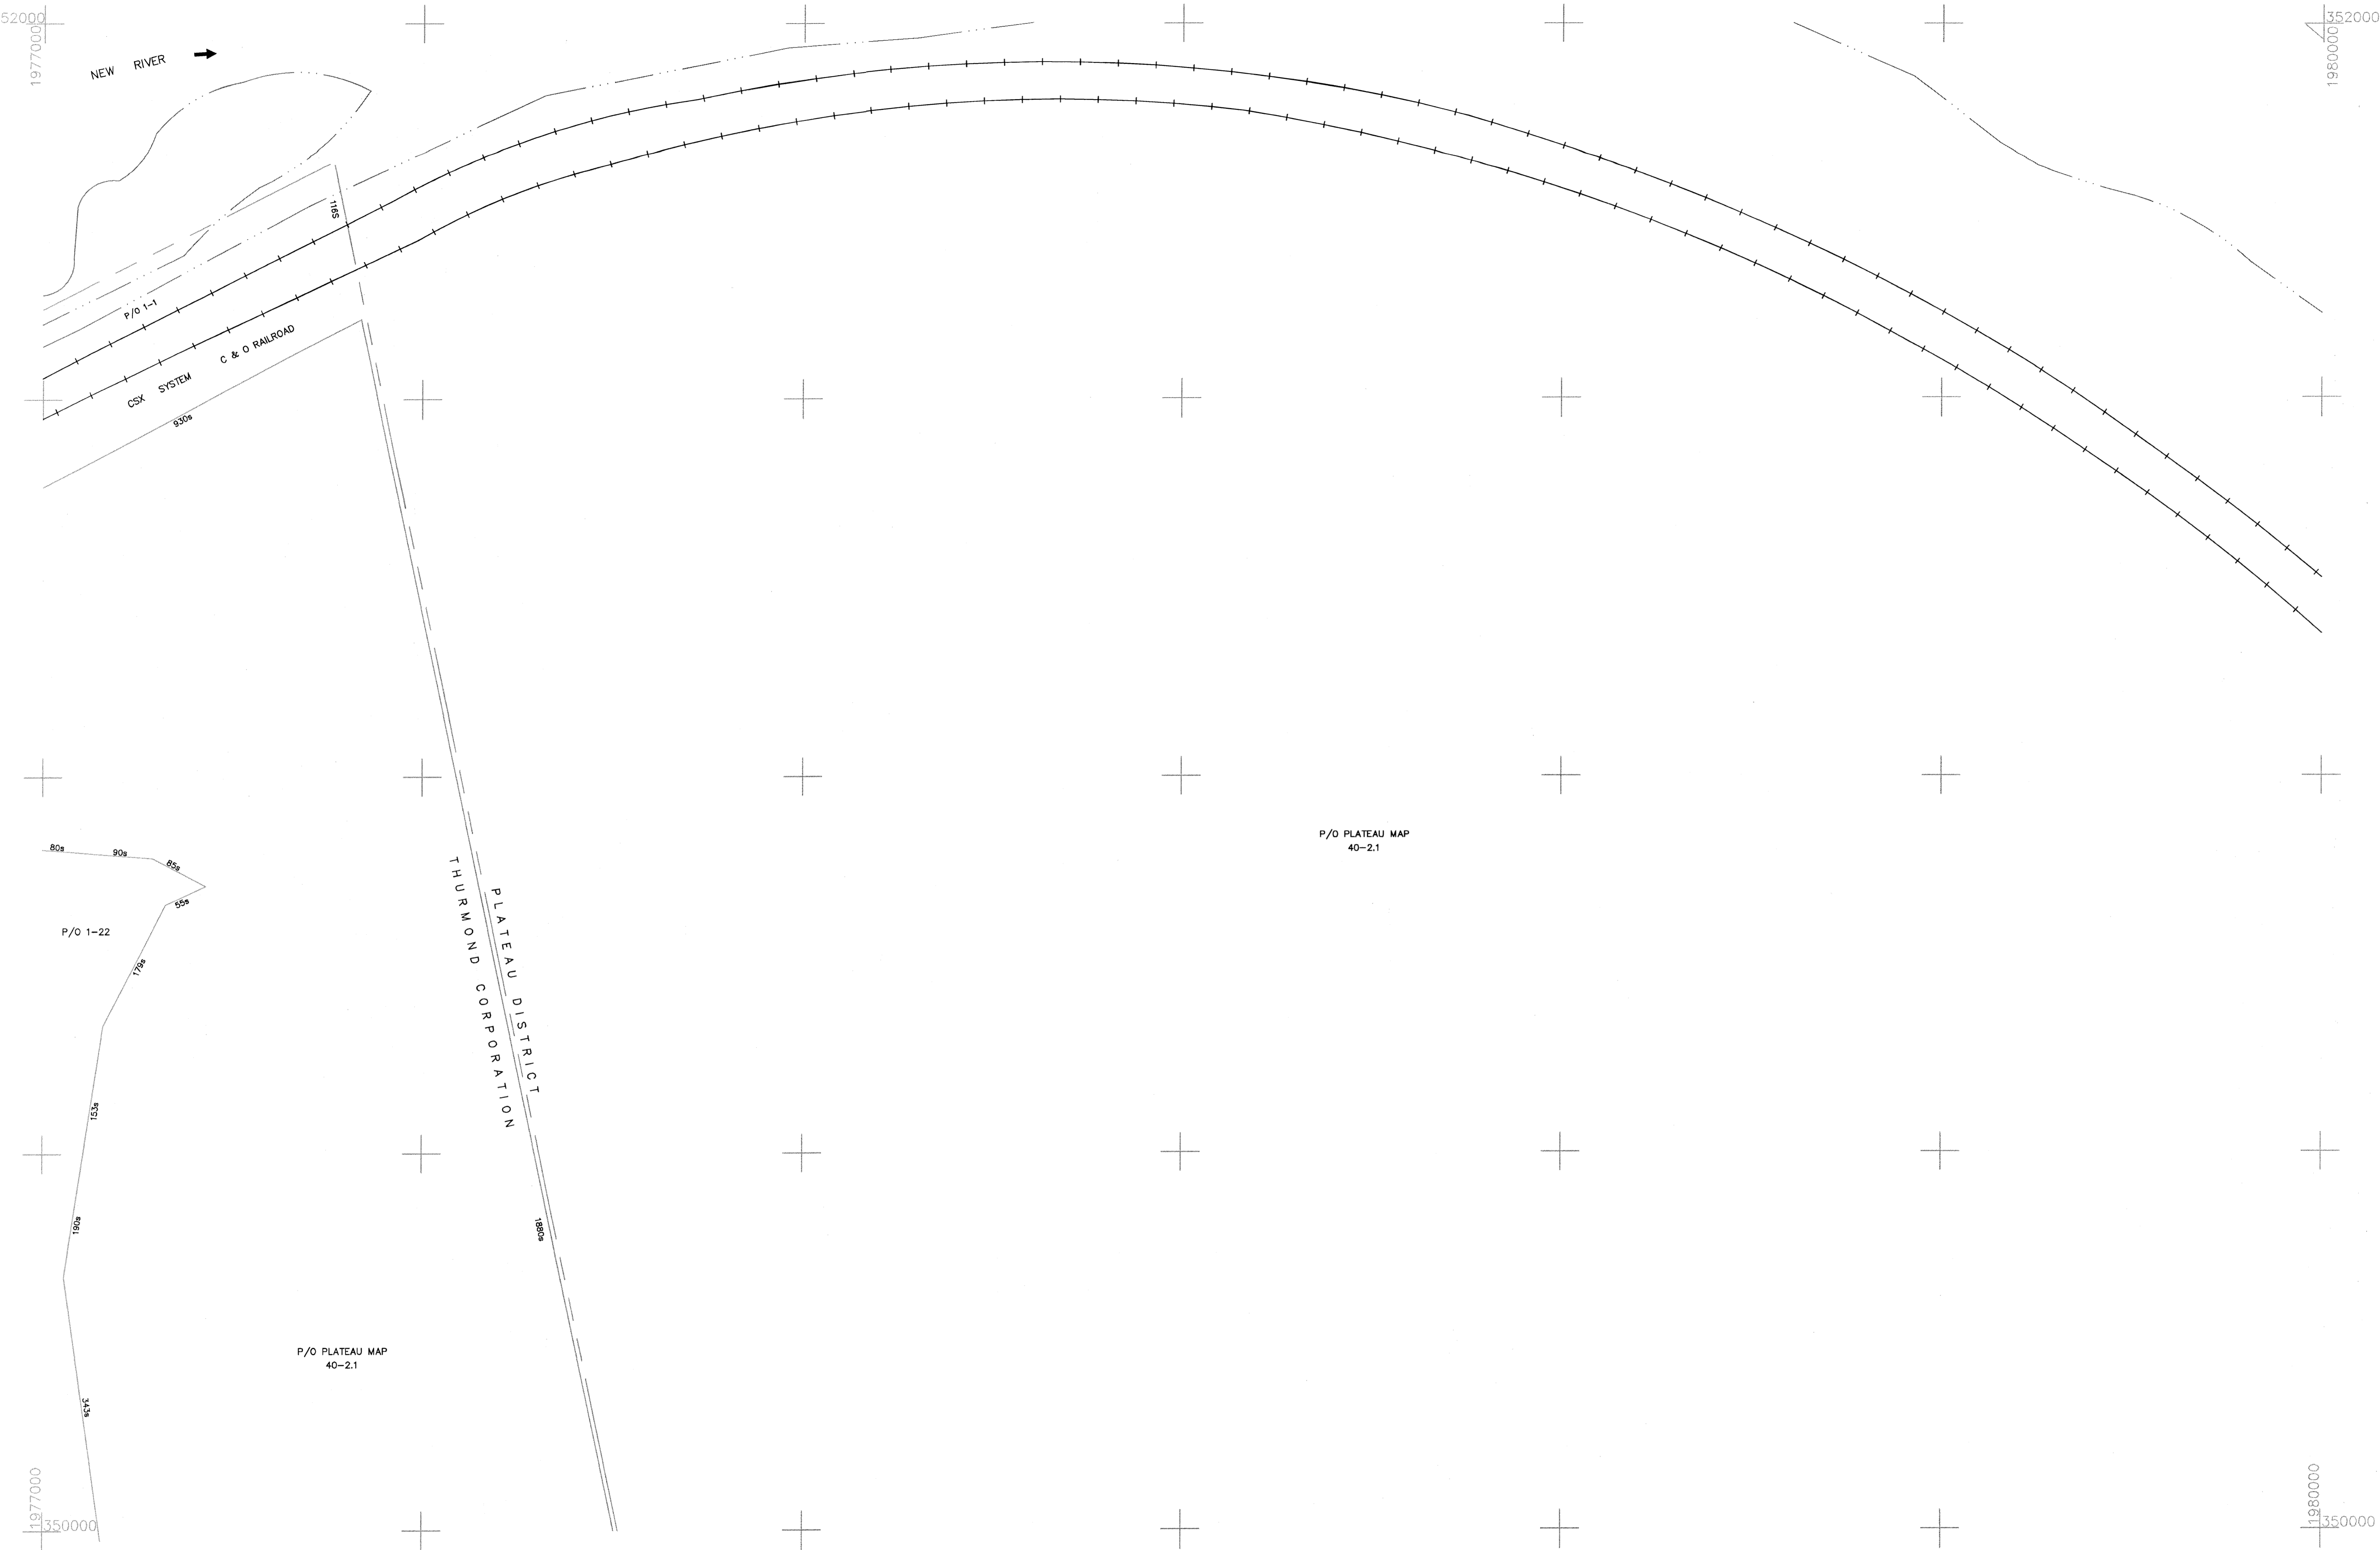 52000
1977000
NEW RIVER
352000
1980000
116S
P/O 1-1
CSX SYSTEM C & O RAILROAD
930s
P/O PLATEAU MAP
40-2.1
80s
90s
85s
55s
P/O 1-22
179s
THURMOND CORPORATION
PLATEAU DISTRICT
153s
190s
1880s
P/O PLATEAU MAP
40-2.1
343s
1977000
350000
1980000
350000